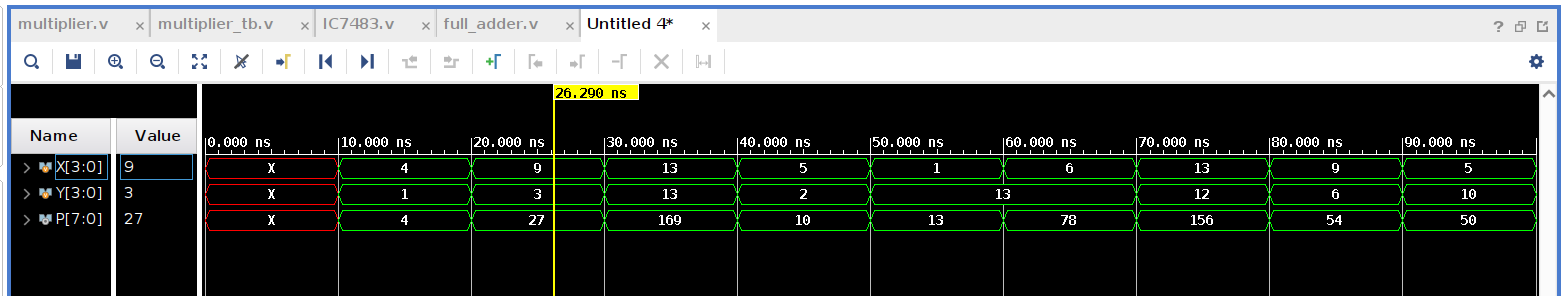 multiplier.v × multiplier_tb.v × IC7483.v × full_adder.v × Untitled 4* × ?
26.290 ns
Name Value
0.000 ns 10.000 ns 20.000 ns 30.000 ns 40.000 ns 50.000 ns 60.000 ns 70.000 ns 80.000 ns 90.000 ns
X[3:0] 9 X 4 9 13 5 1 6 13 9 5
Y[3:0] 3 X 1 3 13 2 13 12 6 10
P[7:0] 27 X 4 27 169 10 13 78 156 54 50